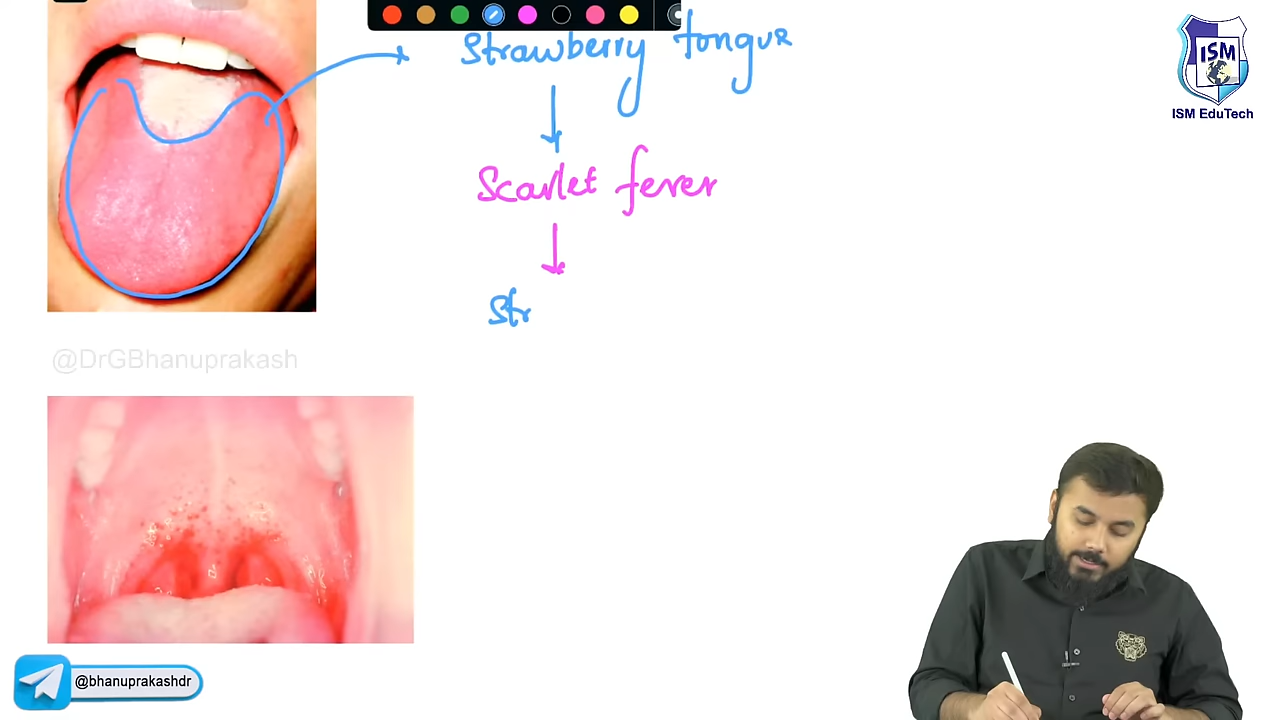 Strawberry tongue
ISM
ISM EduTech
Scarlet fever
Str
@DrGBhanuprakash
@bhanuprakashdr